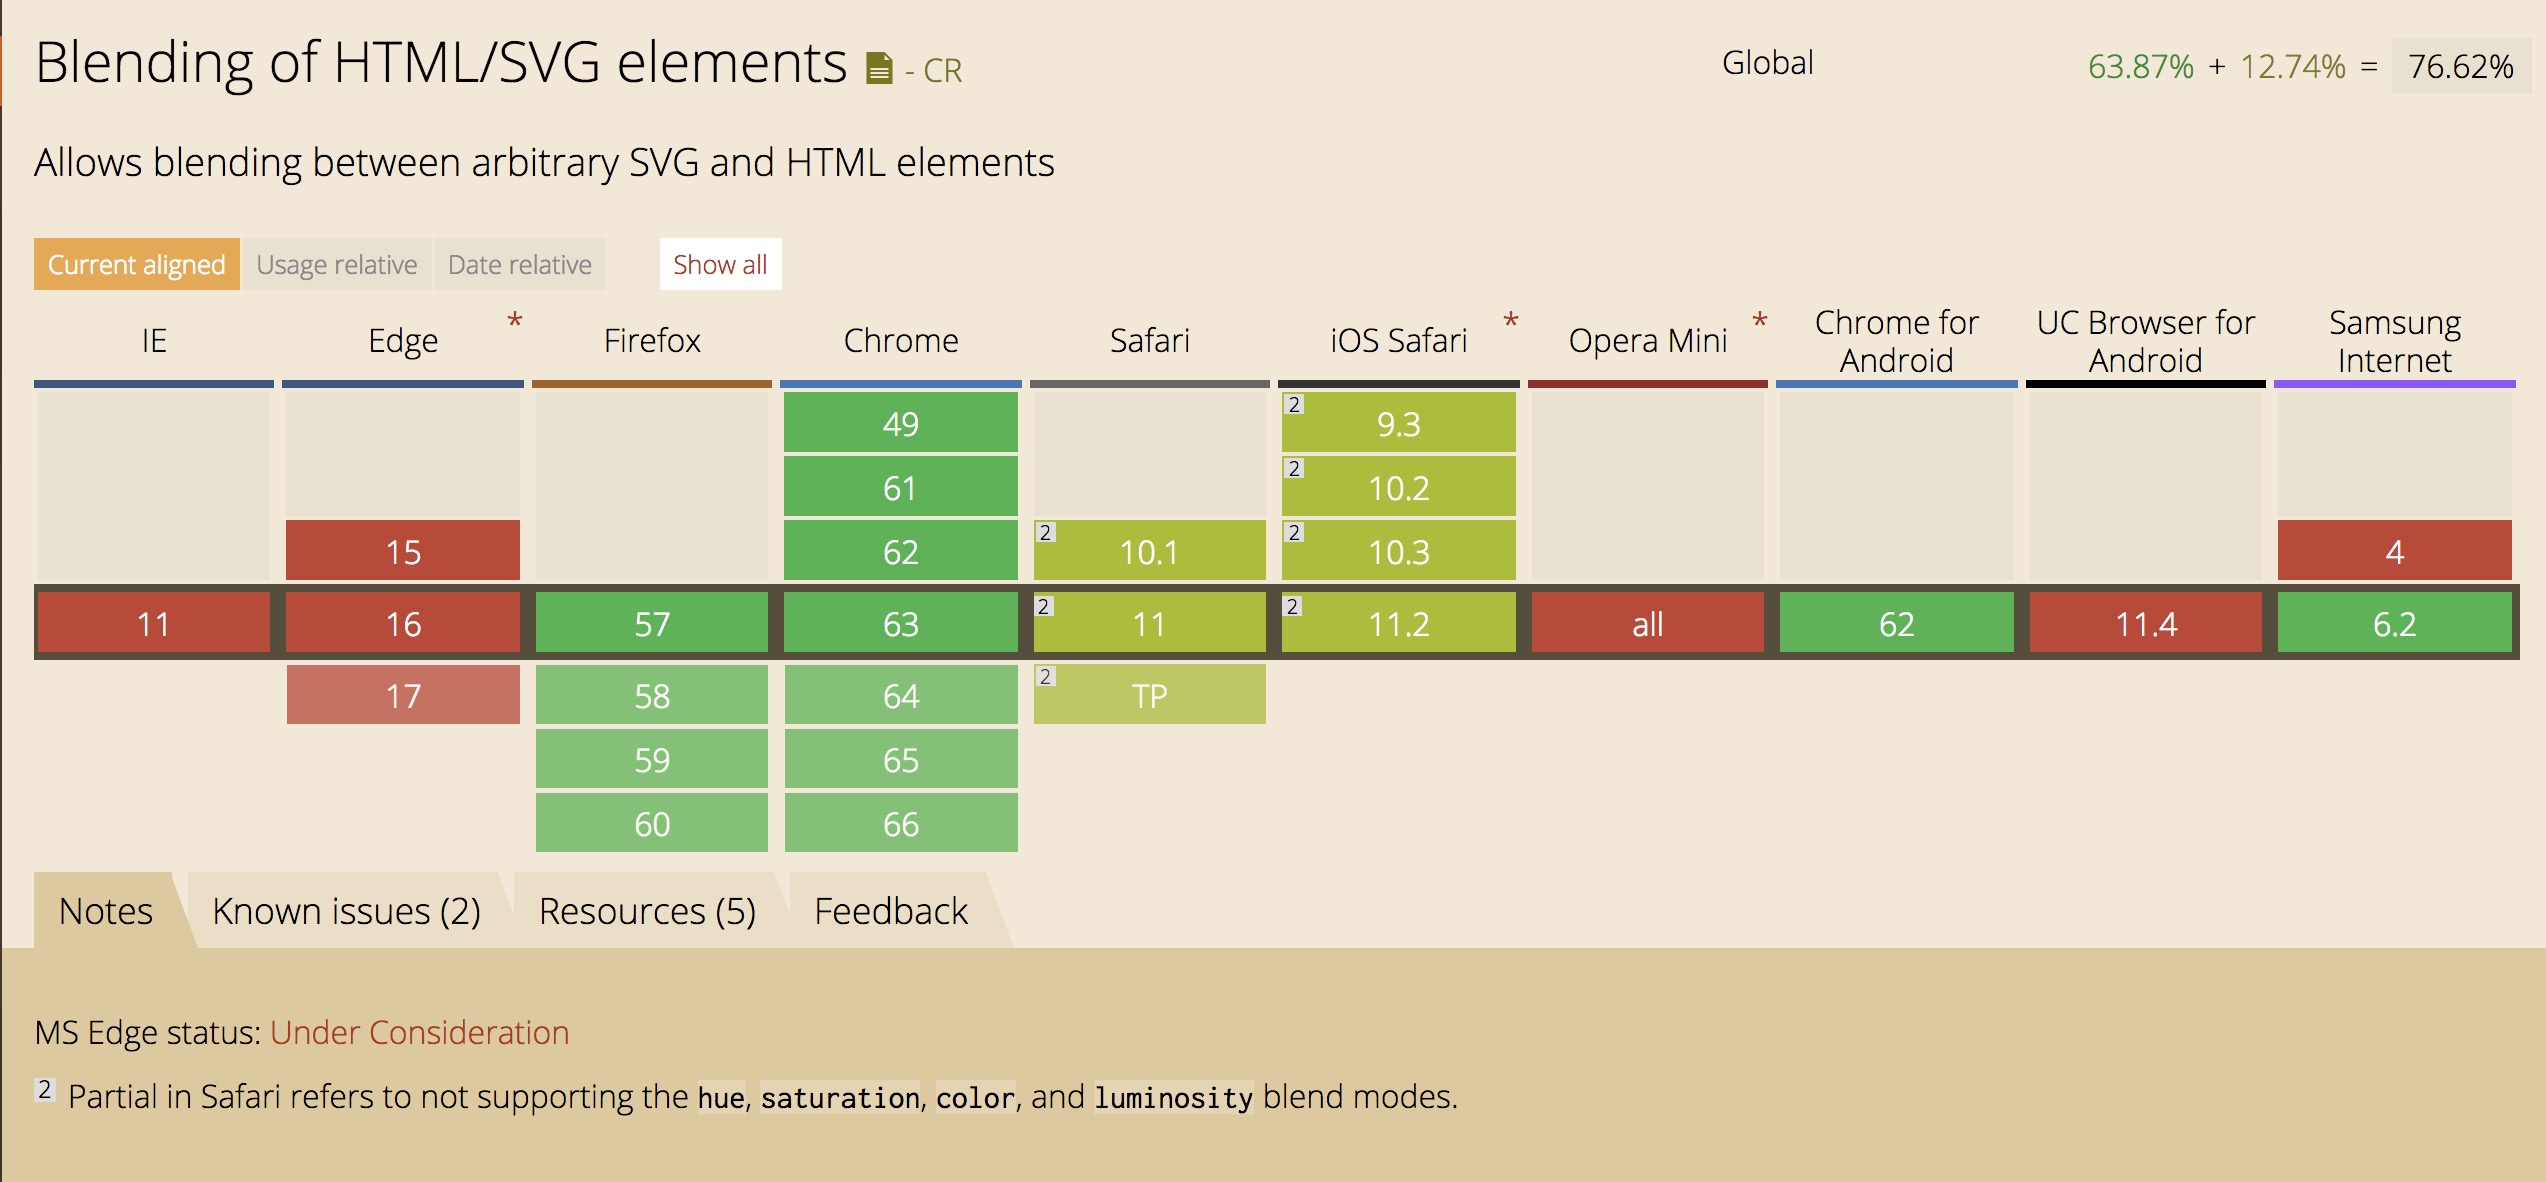 Blending of HTML/SVG elements - CR
Global
63.87% + 12.74% = 76.62%
Allows blending between arbitrary SVG and HTML elements
Current aligned Usage relative Date relative Show all
IE Edge * Firefox Chrome Safari iOS Safari * Opera Mini * Chrome for Android UC Browser for Android Samsung Internet
49 2 9.3
61 2 10.2
15 62 2 10.1 2 10.3 4
11 16 57 63 2 11 2 11.2 all 62 11.4 6.2
17 58 64 2 TP
59 65
60 66
Notes Known issues (2) Resources (5) Feedback
MS Edge status: Under Consideration
2 Partial in Safari refers to not supporting the hue, saturation, color, and luminosity blend modes.